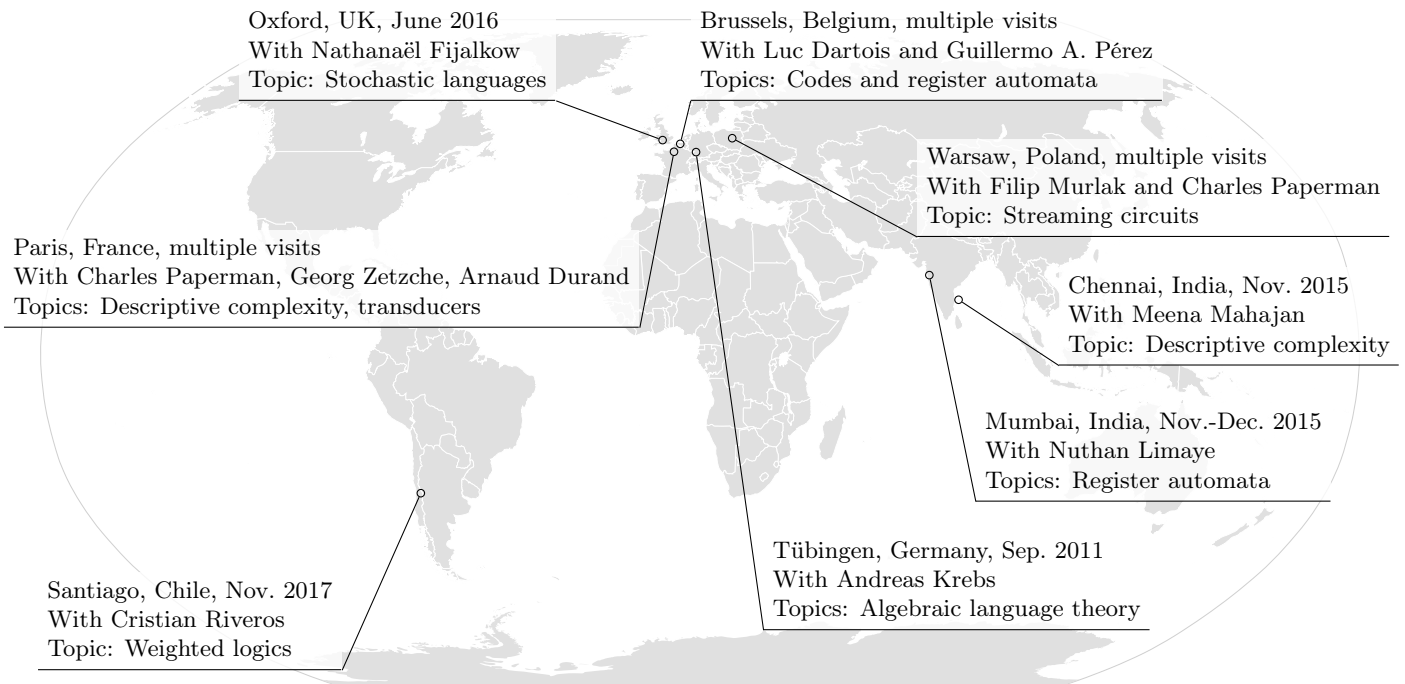 Oxford, UK, June 2016
With Nathanaël Fijalkow
Topic: Stochastic languages
Brussels, Belgium, multiple visits
With Luc Dartois and Guillermo A. Pérez
Topics: Codes and register automata
Warsaw, Poland, multiple visits
With Filip Murlak and Charles Paperman
Topic: Streaming circuits
Paris, France, multiple visits
With Charles Paperman, Georg Zetzche, Arnaud Durand
Topics: Descriptive complexity, transducers
Chennai, India, Nov. 2015
With Meena Mahajan
Topic: Descriptive complexity
Mumbai, India, Nov.-Dec. 2015
With Nuthan Limaye
Topics: Register automata
Tübingen, Germany, Sep. 2011
With Andreas Krebs
Topics: Algebraic language theory
Santiago, Chile, Nov. 2017
With Cristian Riveros
Topic: Weighted logics